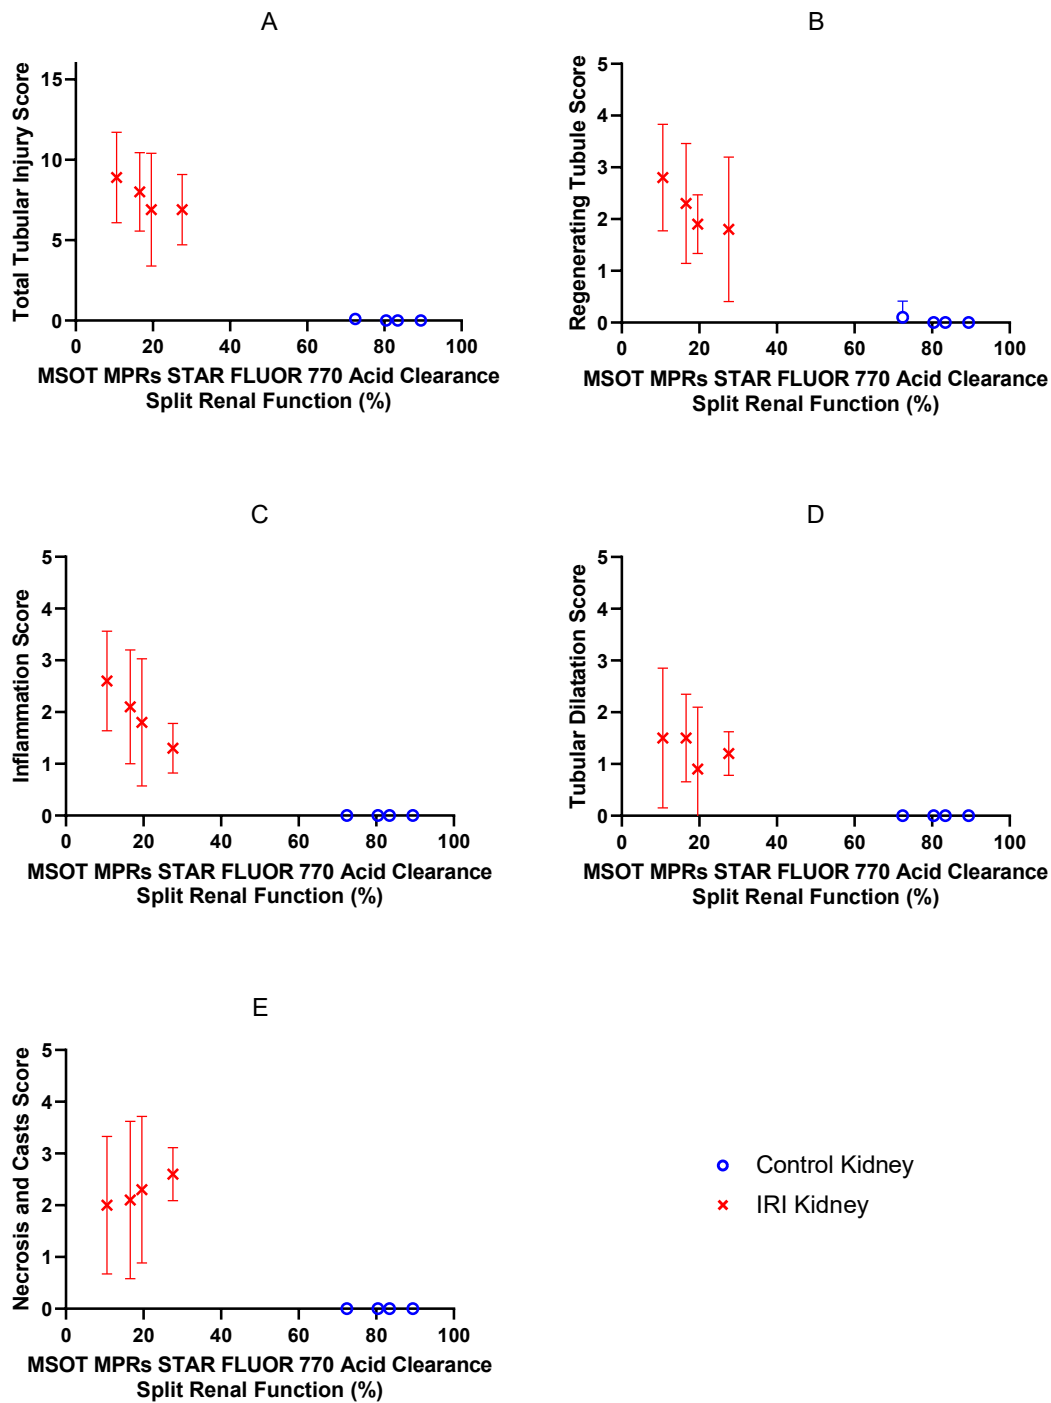 A
Total Tubular Injury Score
15
10
5
0
0 20 40 60 80 100
MSOT MPRs STAR FLUOR 770 Acid Clearance
Split Renal Function (%)
B
Regenerating Tubule Score
5
4
3
2
1
0
0 20 40 60 80 100
MSOT MPRs STAR FLUOR 770 Acid Clearance
Split Renal Function (%)
C
Inflammation Score
5
4
3
2
1
0
0 20 40 60 80 100
MSOT MPRs STAR FLUOR 770 Acid Clearance
Split Renal Function (%)
D
Tubular Dilatation Score
5
4
3
2
1
0
0 20 40 60 80 100
MSOT MPRs STAR FLUOR 770 Acid Clearance
Split Renal Function (%)
E
Necrosis and Casts Score
5
4
3
2
1
0
0 20 40 60 80 100
MSOT MPRs STAR FLUOR 770 Acid Clearance
Split Renal Function (%)
Control Kidney
IRI Kidney